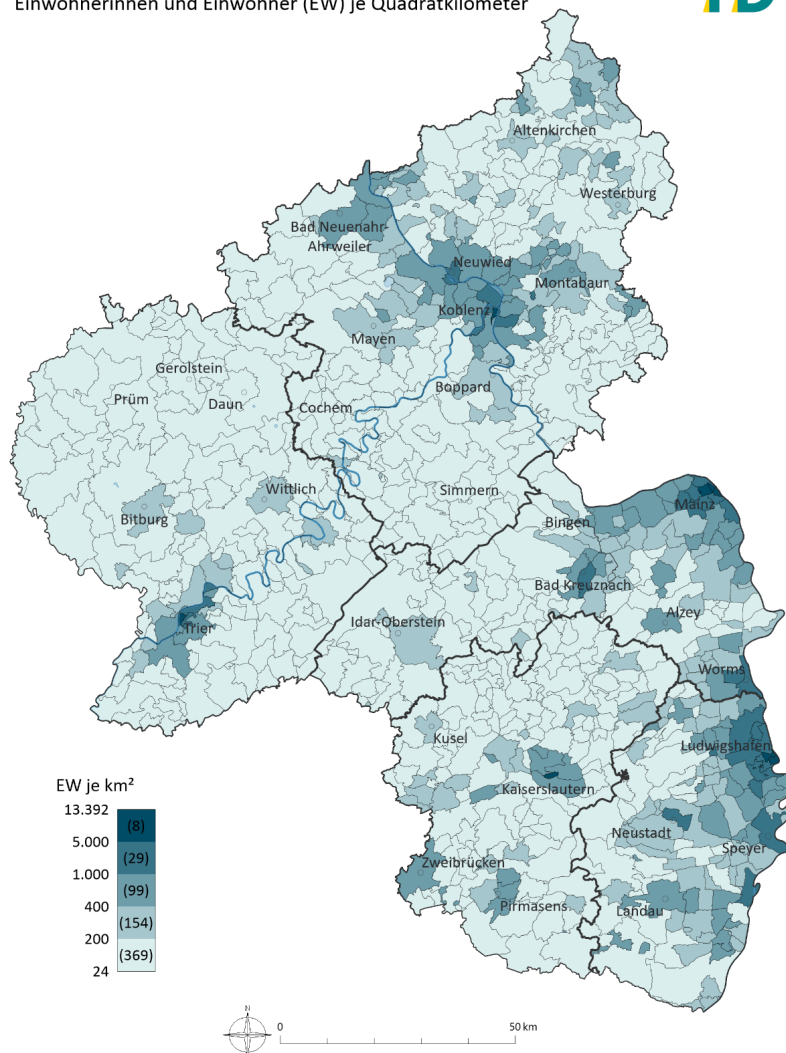 Einwohnerinnen und Einwohner (EW) je Quadratkilometer
Altenkirchen
Westerburg
Bad Neuenahr-
Ahrweiler
Neuwied
Montabaur
Koblenz
Mayen
Gerolstein
Boppard
Prüm
Daun
Cochem
Wittlich
Simmern
Mainz
Bitburg
Bingen
Bad Kreuznach
Alzey
Idar-Oberstein
Trier
Worms
Kusel
Ludwigshafen
EW je km²
Kaiserslautern
13.392
(8)
5.000
(29)
1.000
(99)
400
(154)
200
(369)
24
Neustadt
Speyer
Zweibrücken
Pirmasens
Landau
N
0
50 km